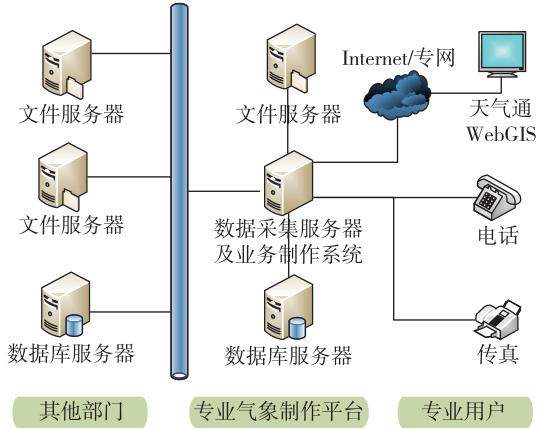 文件服务器
文件服务器
数据库服务器
文件服务器
数据采集服务器
及业务制作系统
数据库服务器
Internet/专网
天气通
WebGIS
电话
传真
其他部门
专业气象制作平台
专业用户